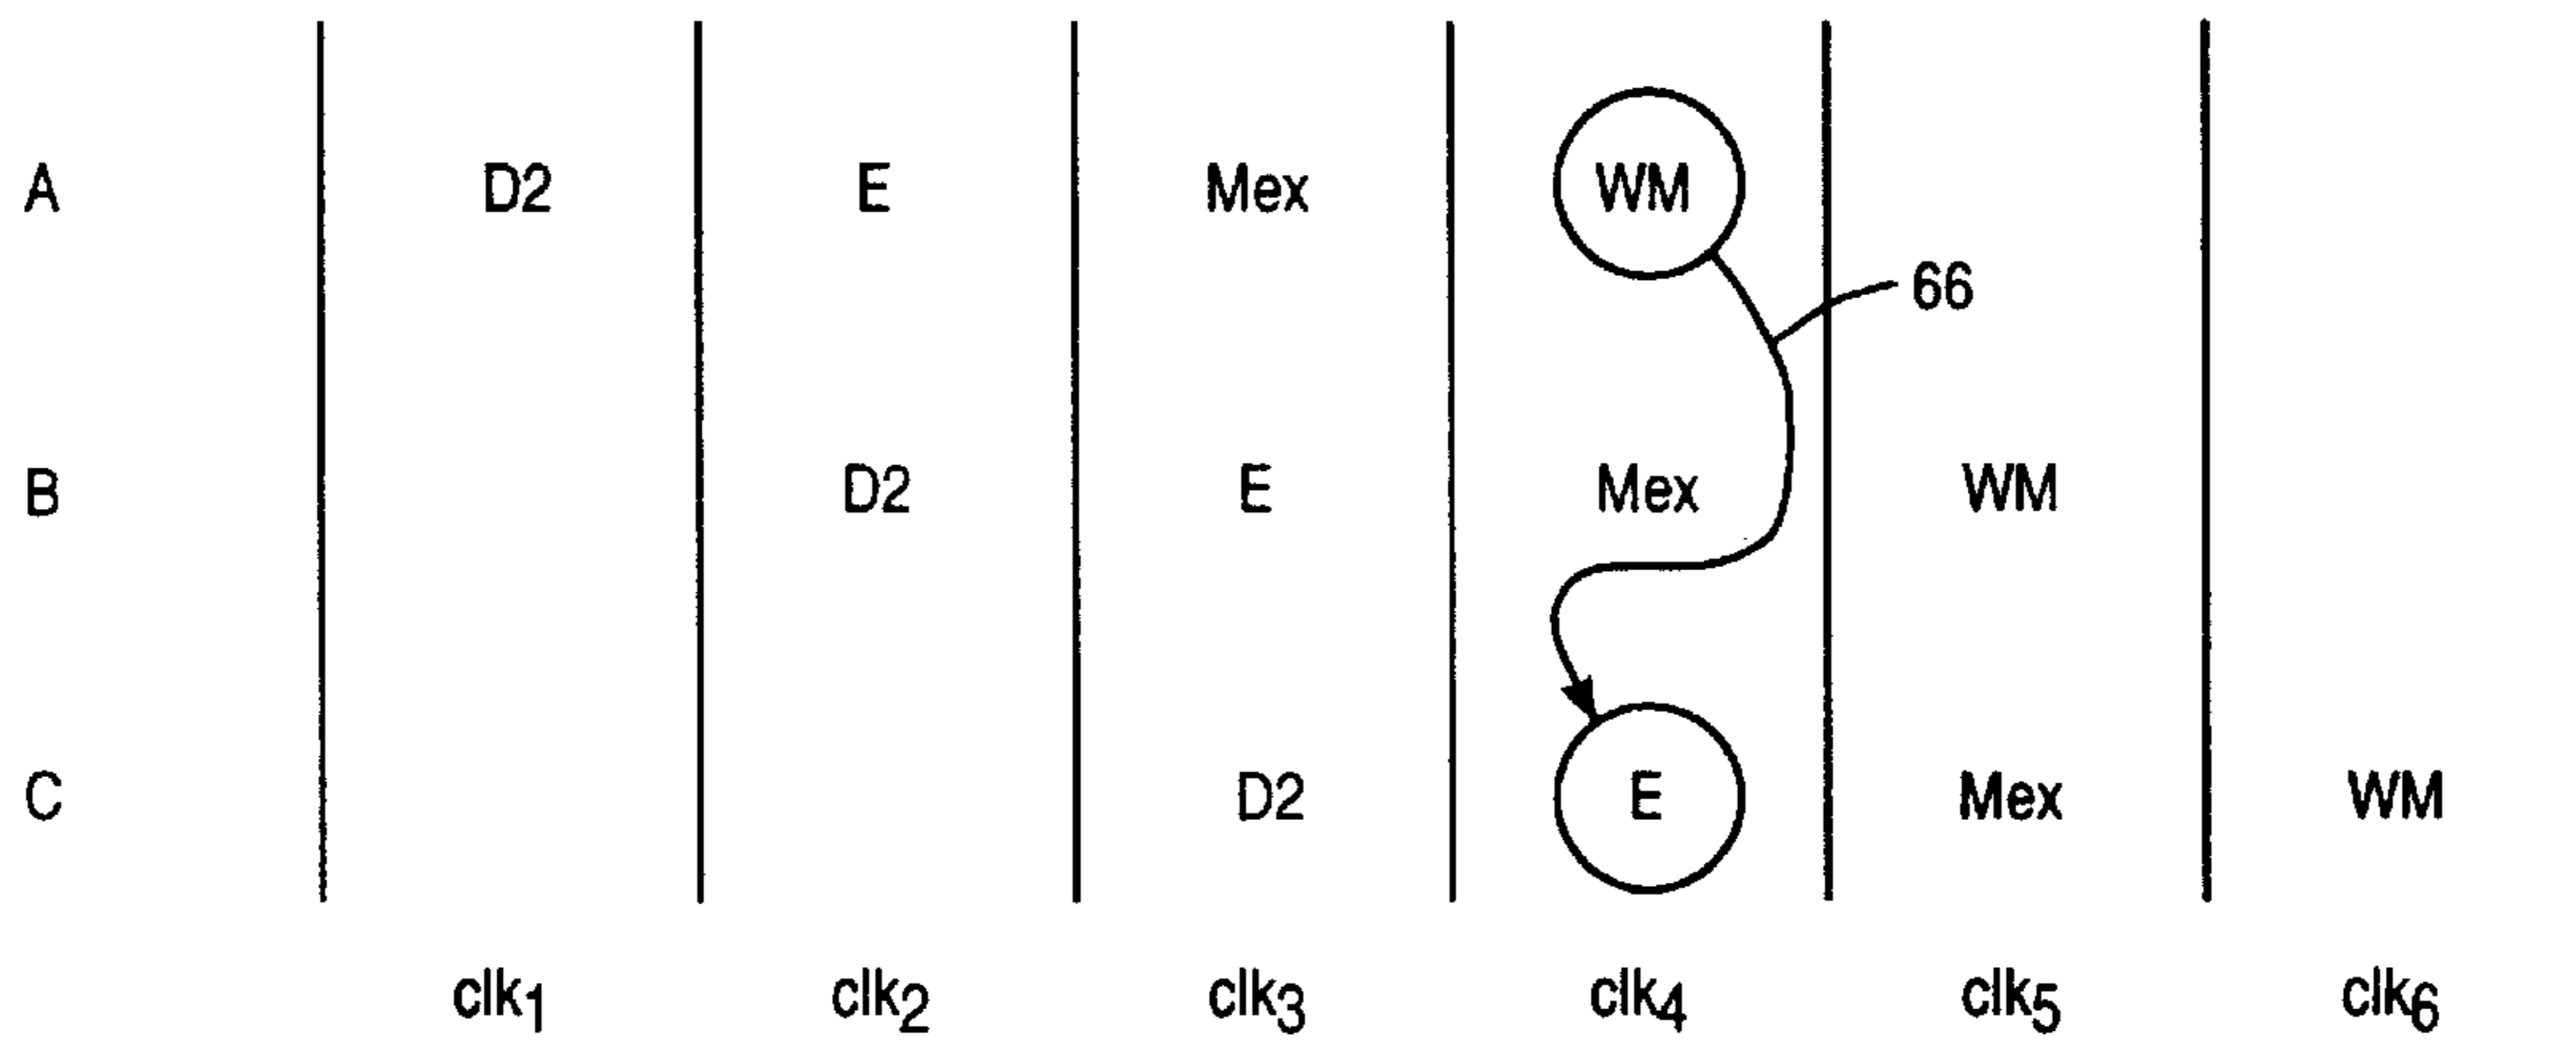 A D2 E Mex WM
66
B D2 E Mex WM
C D2 E Mex WM
clk1 clk2 clk3 clk4 clk5 clk6